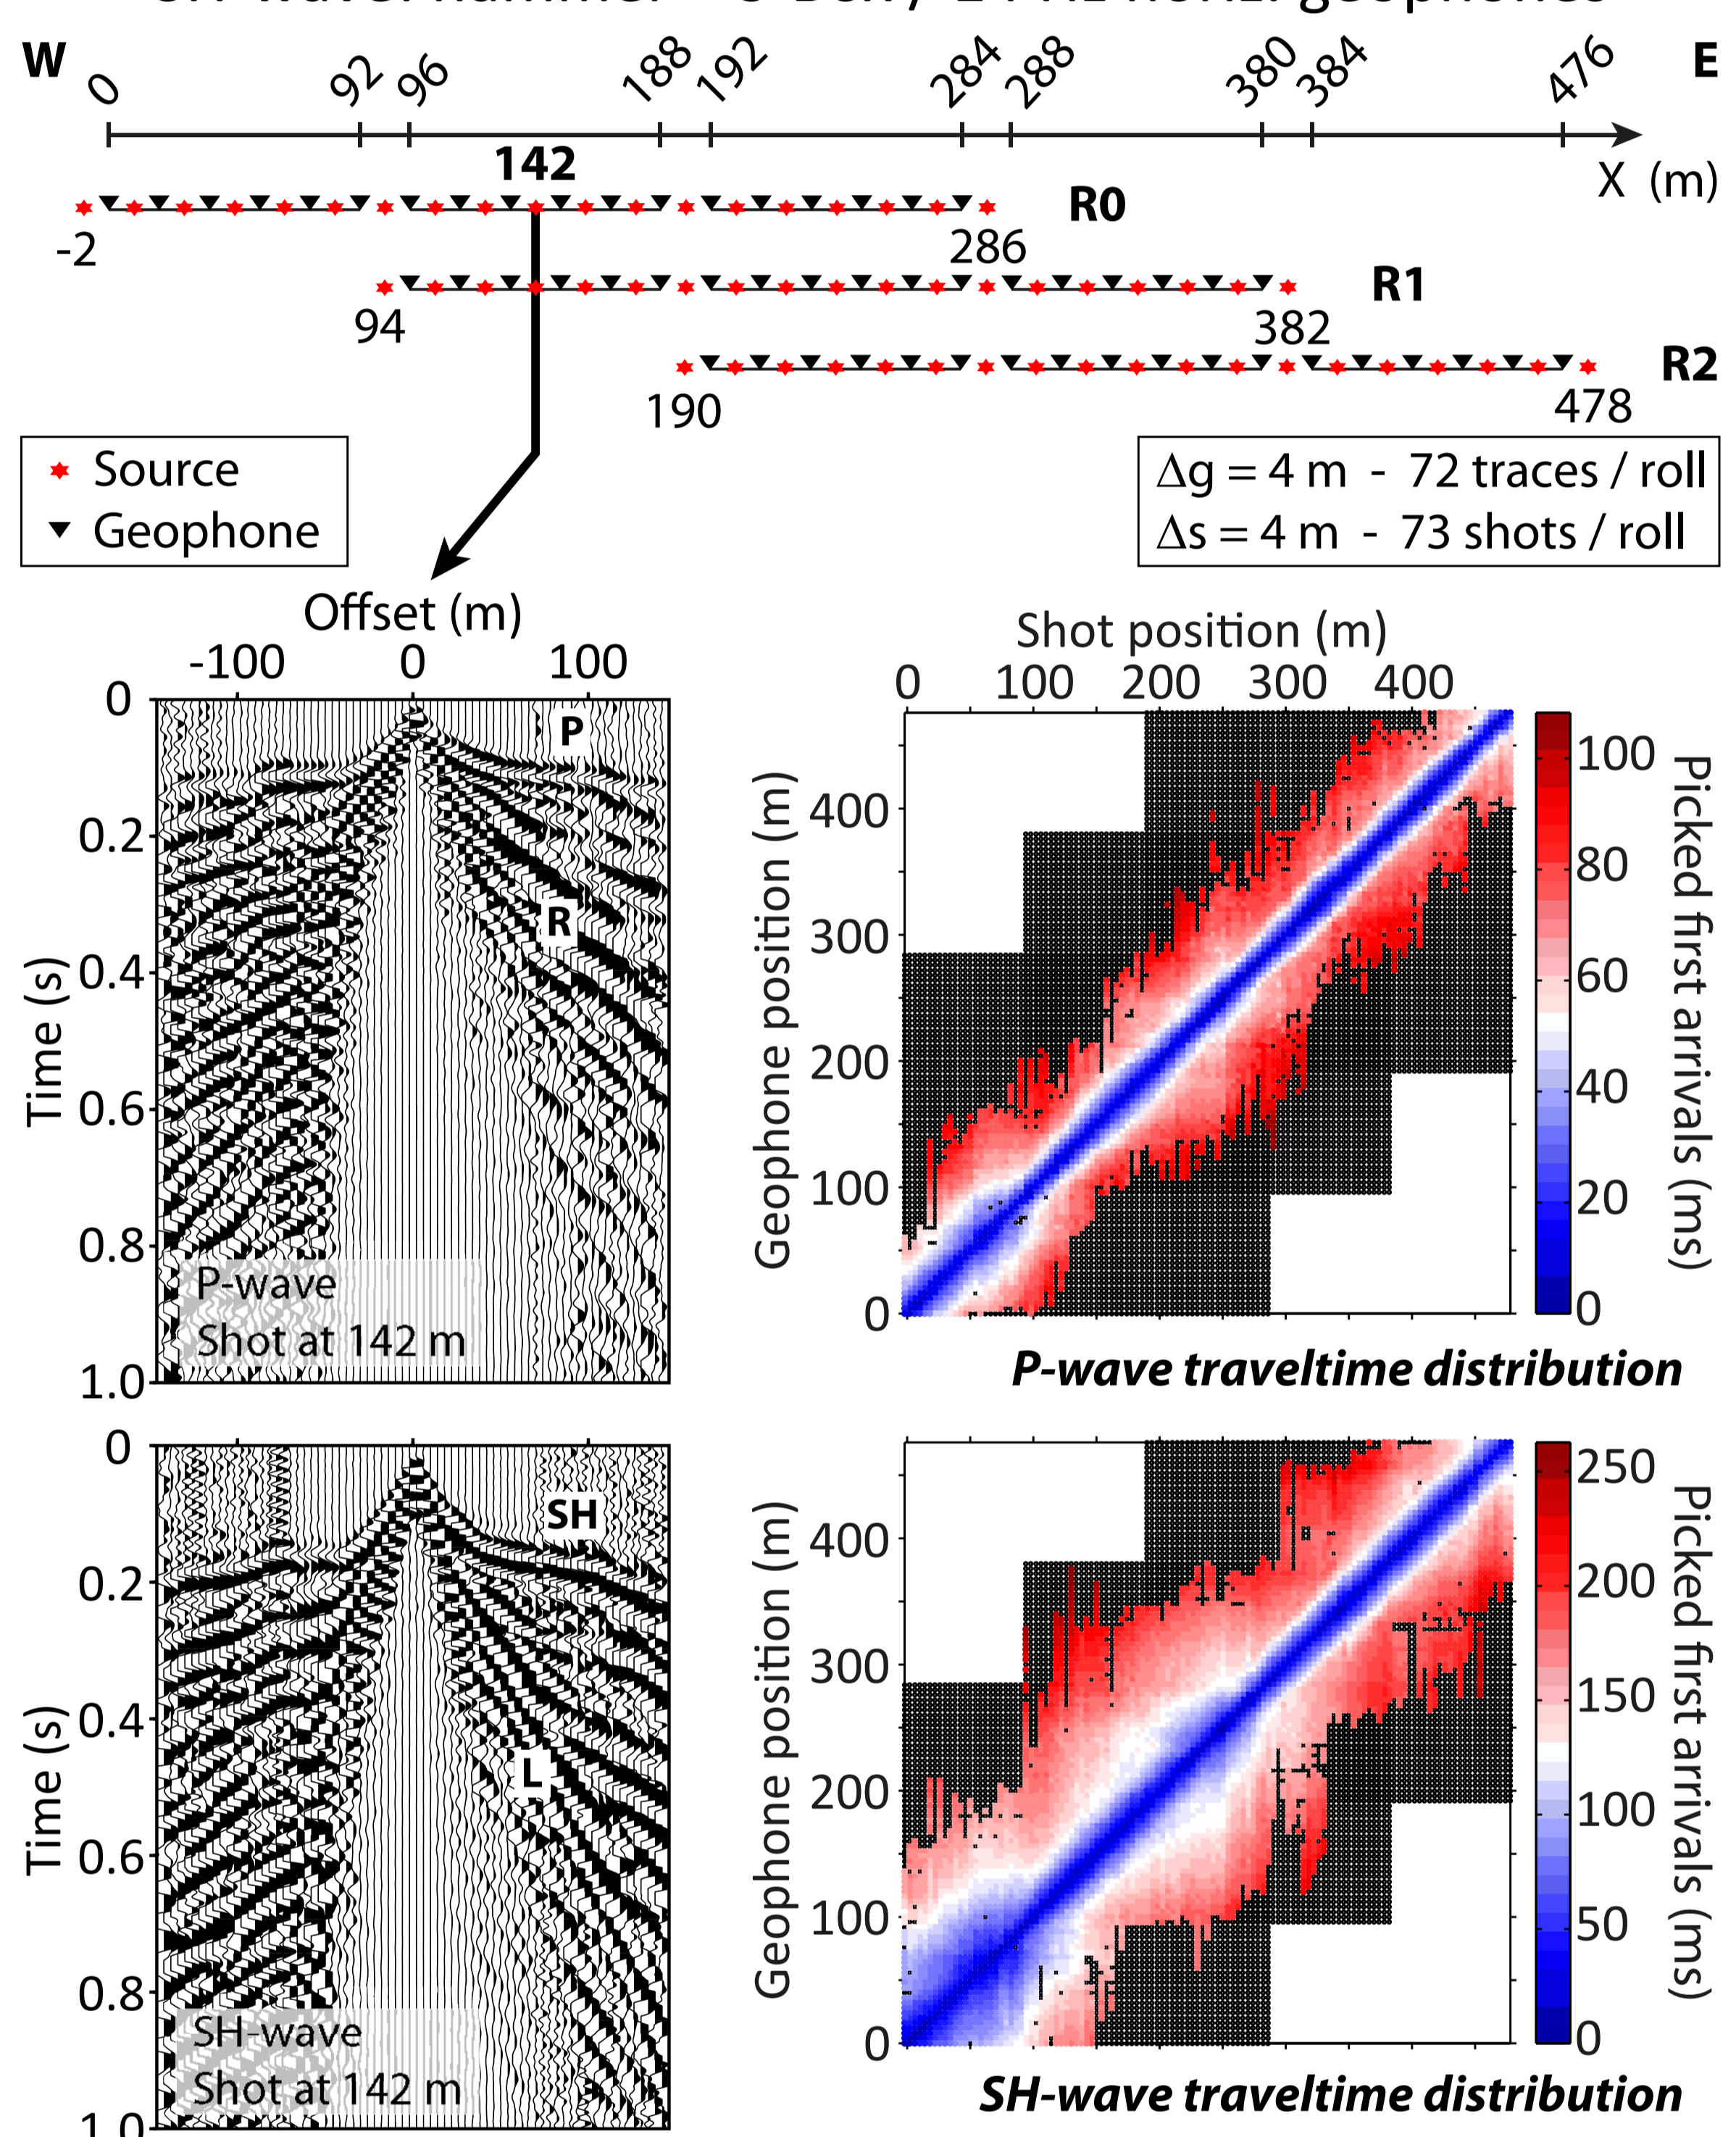 W
E
0
92
96
188
192
284
288
380
384
476
X (m)
142
R0
-2
286
R1
94
382
R2
190
478
Source
Geophone
Δg = 4 m - 72 traces / roll
Δs = 4 m - 73 shots / roll
Offset (m)
-100 0 100
0
0.2
0.4
0.6
0.8
1.0
Time (s)
P
R
P-wave
Shot at 142 m
Shot position (m)
0 100 200 300 400
Geophone position (m)
400
300
200
100
0
100
80
60
40
20
0
Picked first arrivals (ms)
P-wave traveltime distribution
0
0.2
0.4
0.6
0.8
1.0
Time (s)
SH
L
SH-wave
Shot at 142 m
Geophone position (m)
400
300
200
100
0
250
200
150
100
50
0
Picked first arrivals (ms)
SH-wave traveltime distribution